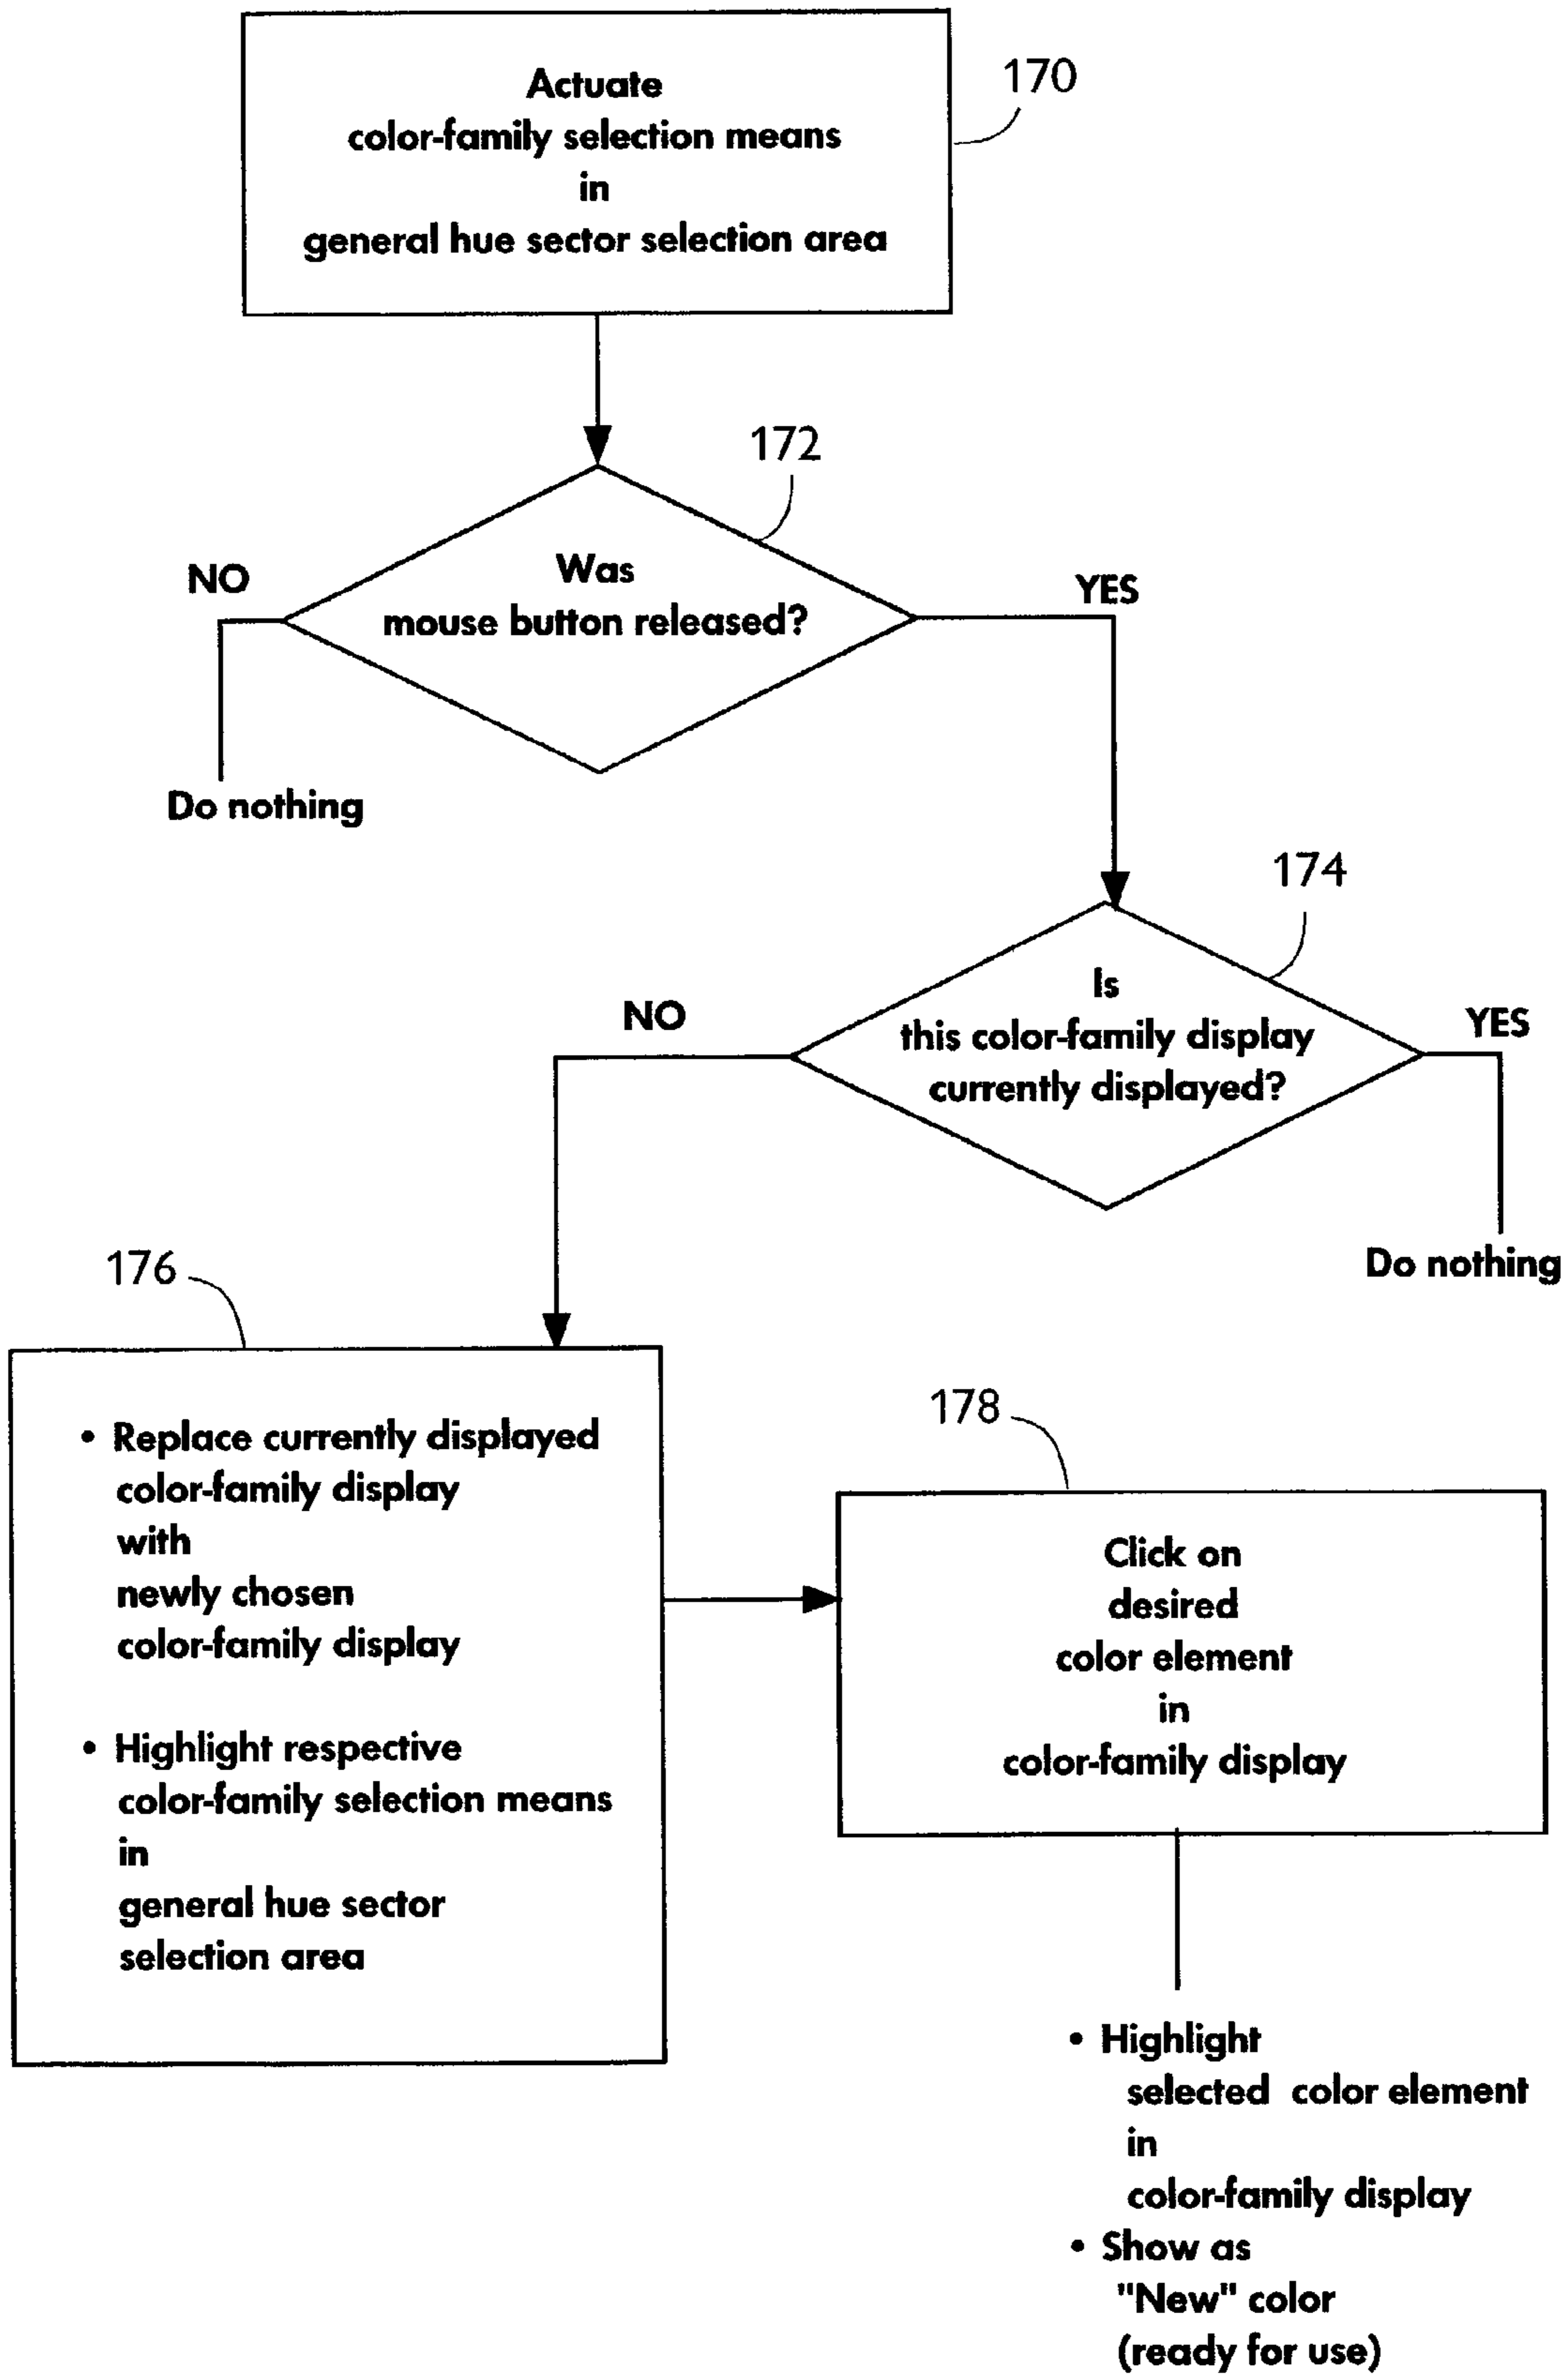 Actuate
color-family selection means
in
general hue sector selection area
170
172
Was
mouse button released?
NO
YES
Do nothing
174
Is
this color-family display
currently displayed?
NO
YES
Do nothing
176
• Replace currently displayed
color-family display
with
newly chosen
color-family display
• Highlight respective
color-family selection means
in
general hue sector
selection area
178
Click on
desired
color element
in
color-family display
• Highlight
selected color element
in
color-family display
• Show as
"New" color
(ready for use)